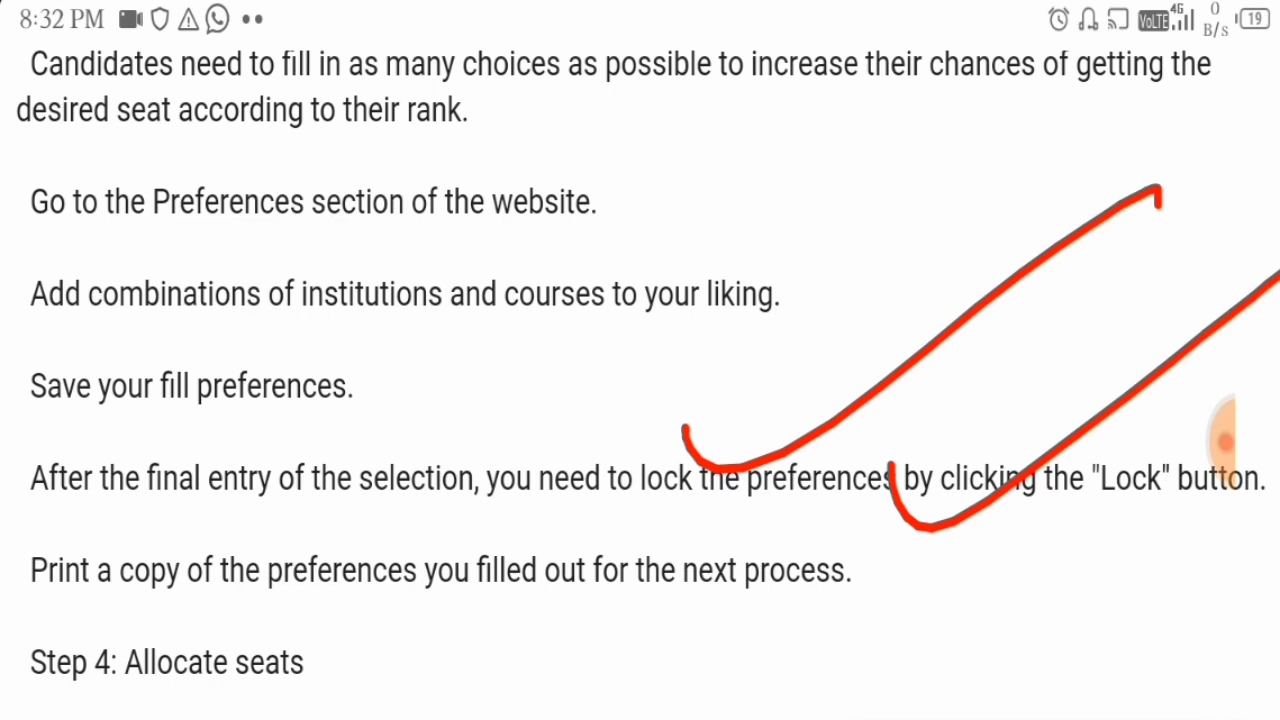 8:32 PM VoLTE 4G 0 B/s 19
Candidates need to fill in as many choices as possible to increase their chances of getting the
desired seat according to their rank.
Go to the Preferences section of the website.
Add combinations of institutions and courses to your liking.
Save your fill preferences.
After the final entry of the selection, you need to lock the preferences by clicking the "Lock" button.
Print a copy of the preferences you filled out for the next process.
Step 4: Allocate seats